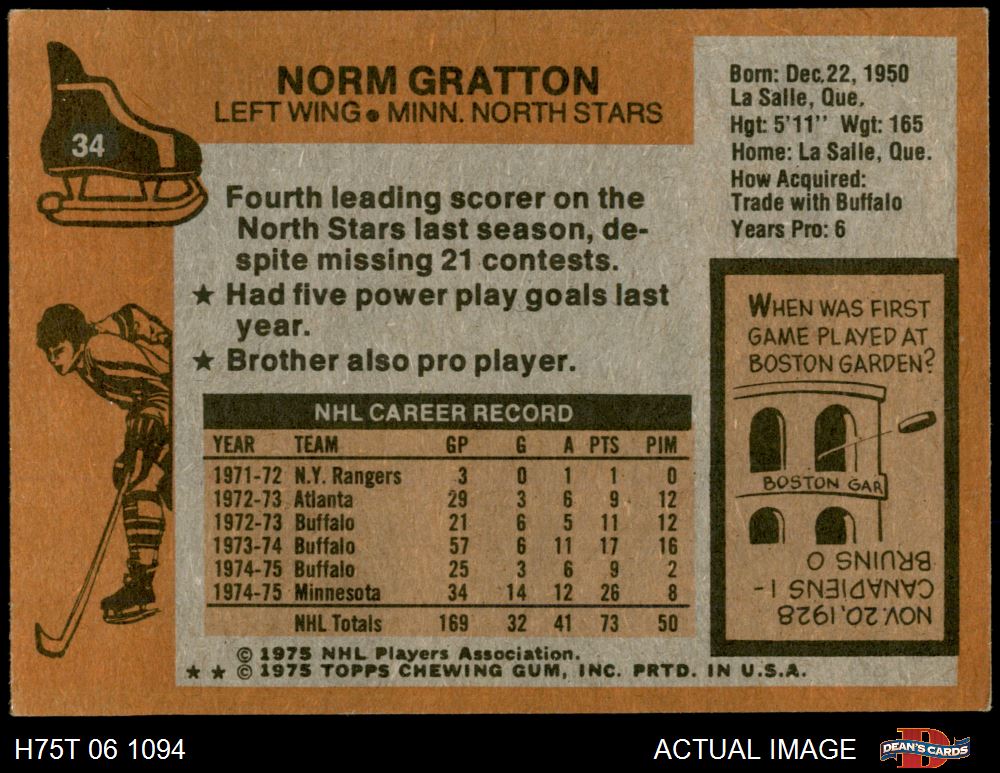 34
NORM GRATTON
LEFT WING • MINN. NORTH STARS
Fourth leading scorer on the
North Stars last season, de-
spite missing 21 contests.
★ Had five power play goals last
year.
★ Brother also pro player.
NHL CAREER RECORD
YEAR TEAM GP G A PTS PIM
1971-72 N.Y. Rangers 3 0 1 1 0
1972-73 Atlanta 29 3 6 9 12
1972-73 Buffalo 21 6 5 11 12
1973-74 Buffalo 57 6 11 17 16
1974-75 Buffalo 25 3 6 9 2
1974-75 Minnesota 34 14 12 26 8
NHL Totals 169 32 41 73 50
© 1975 NHL Players Association.
★ ★ © 1975 TOPPS CHEWING GUM, INC. PRTD. IN U.S.A.
Born: Dec.22, 1950
La Salle, Que.
Hgt: 5'11" Wgt: 165
Home: La Salle, Que.
How Acquired:
Trade with Buffalo
Years Pro: 6
WHEN WAS FIRST
GAME PLAYED AT
BOSTON GARDEN?
BOSTON GAR
NOV. 20, 1928
CANADIENS 1-
BRUINS 0
H75T 06 1094
ACTUAL IMAGE
DEAN'S CARDS